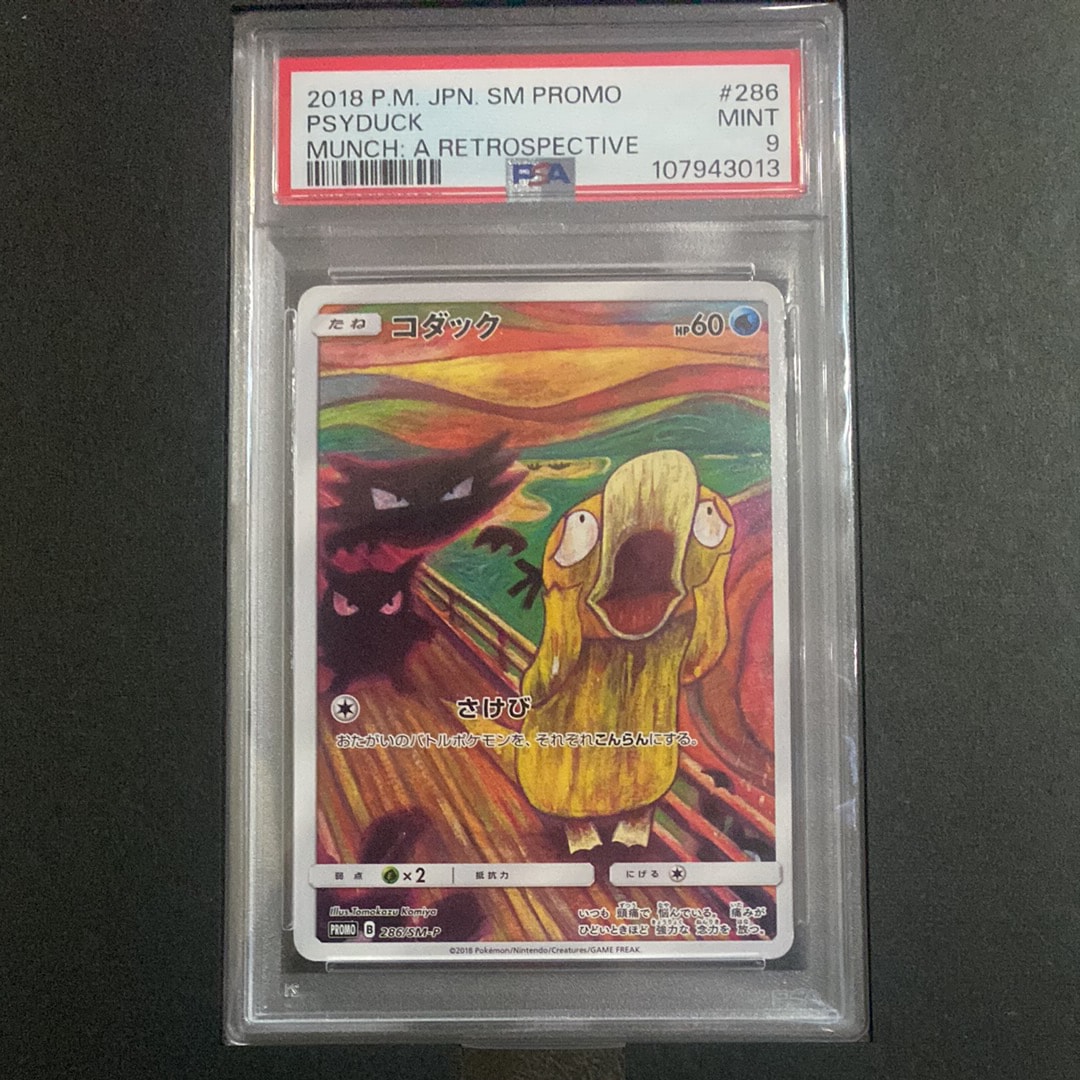 2018 P.M. JPN. SM PROMO #286
PSYDUCK MINT
MUNCH: A RETROSPECTIVE 9
PSA 107943013
たね コダック HP60
さけび
おたがいのバトルポケモンを、それぞれこんらんにする。
弱点 ×2 抵抗力 にげる
Illus.Tomokazu Komiya
いつも 頭痛で 悩んでいる。 痛みが
ひどいときほど 強力な 念力を 放つ。
PROMO B 286/SM-P
©2018 Pokémon/Nintendo/Creatures/GAME FREAK.